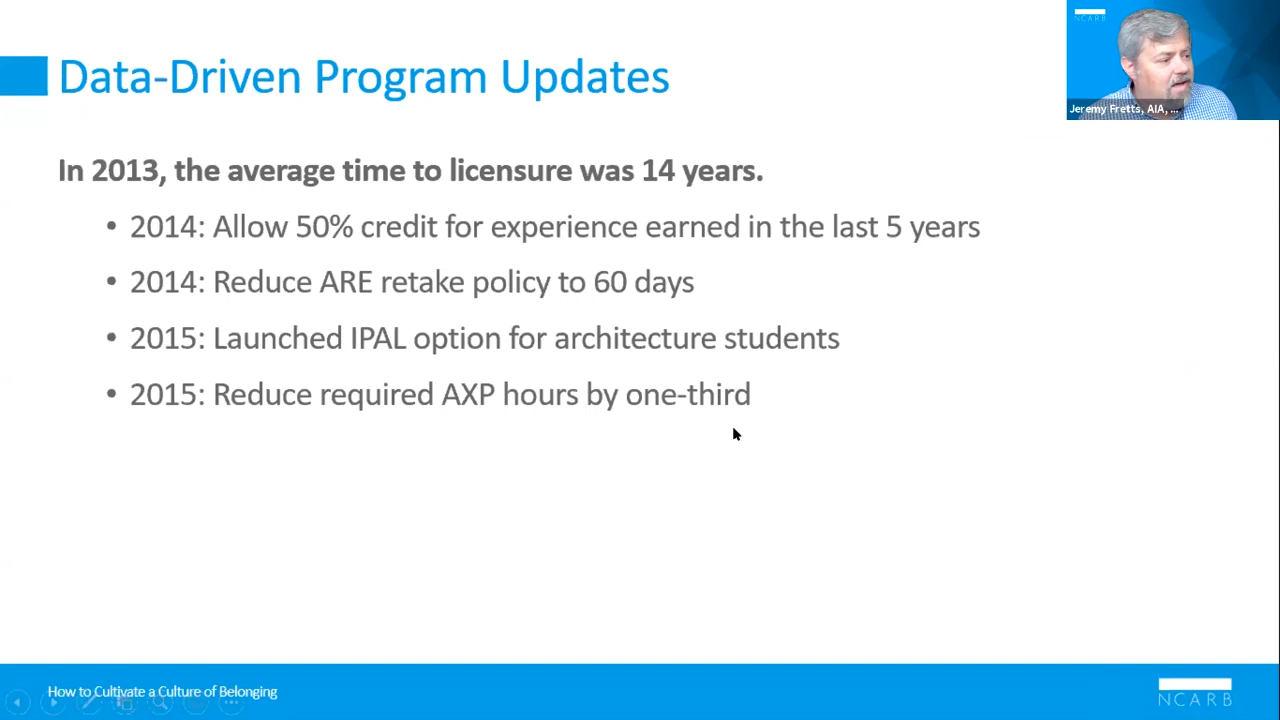 NCARB
Data-Driven Program Updates
Jeremy Fretts, AIA, ...
In 2013, the average time to licensure was 14 years.
• 2014: Allow 50% credit for experience earned in the last 5 years
• 2014: Reduce ARE retake policy to 60 days
• 2015: Launched IPAL option for architecture students
• 2015: Reduce required AXP hours by one-third
How to Cultivate a Culture of Belonging
NCARB